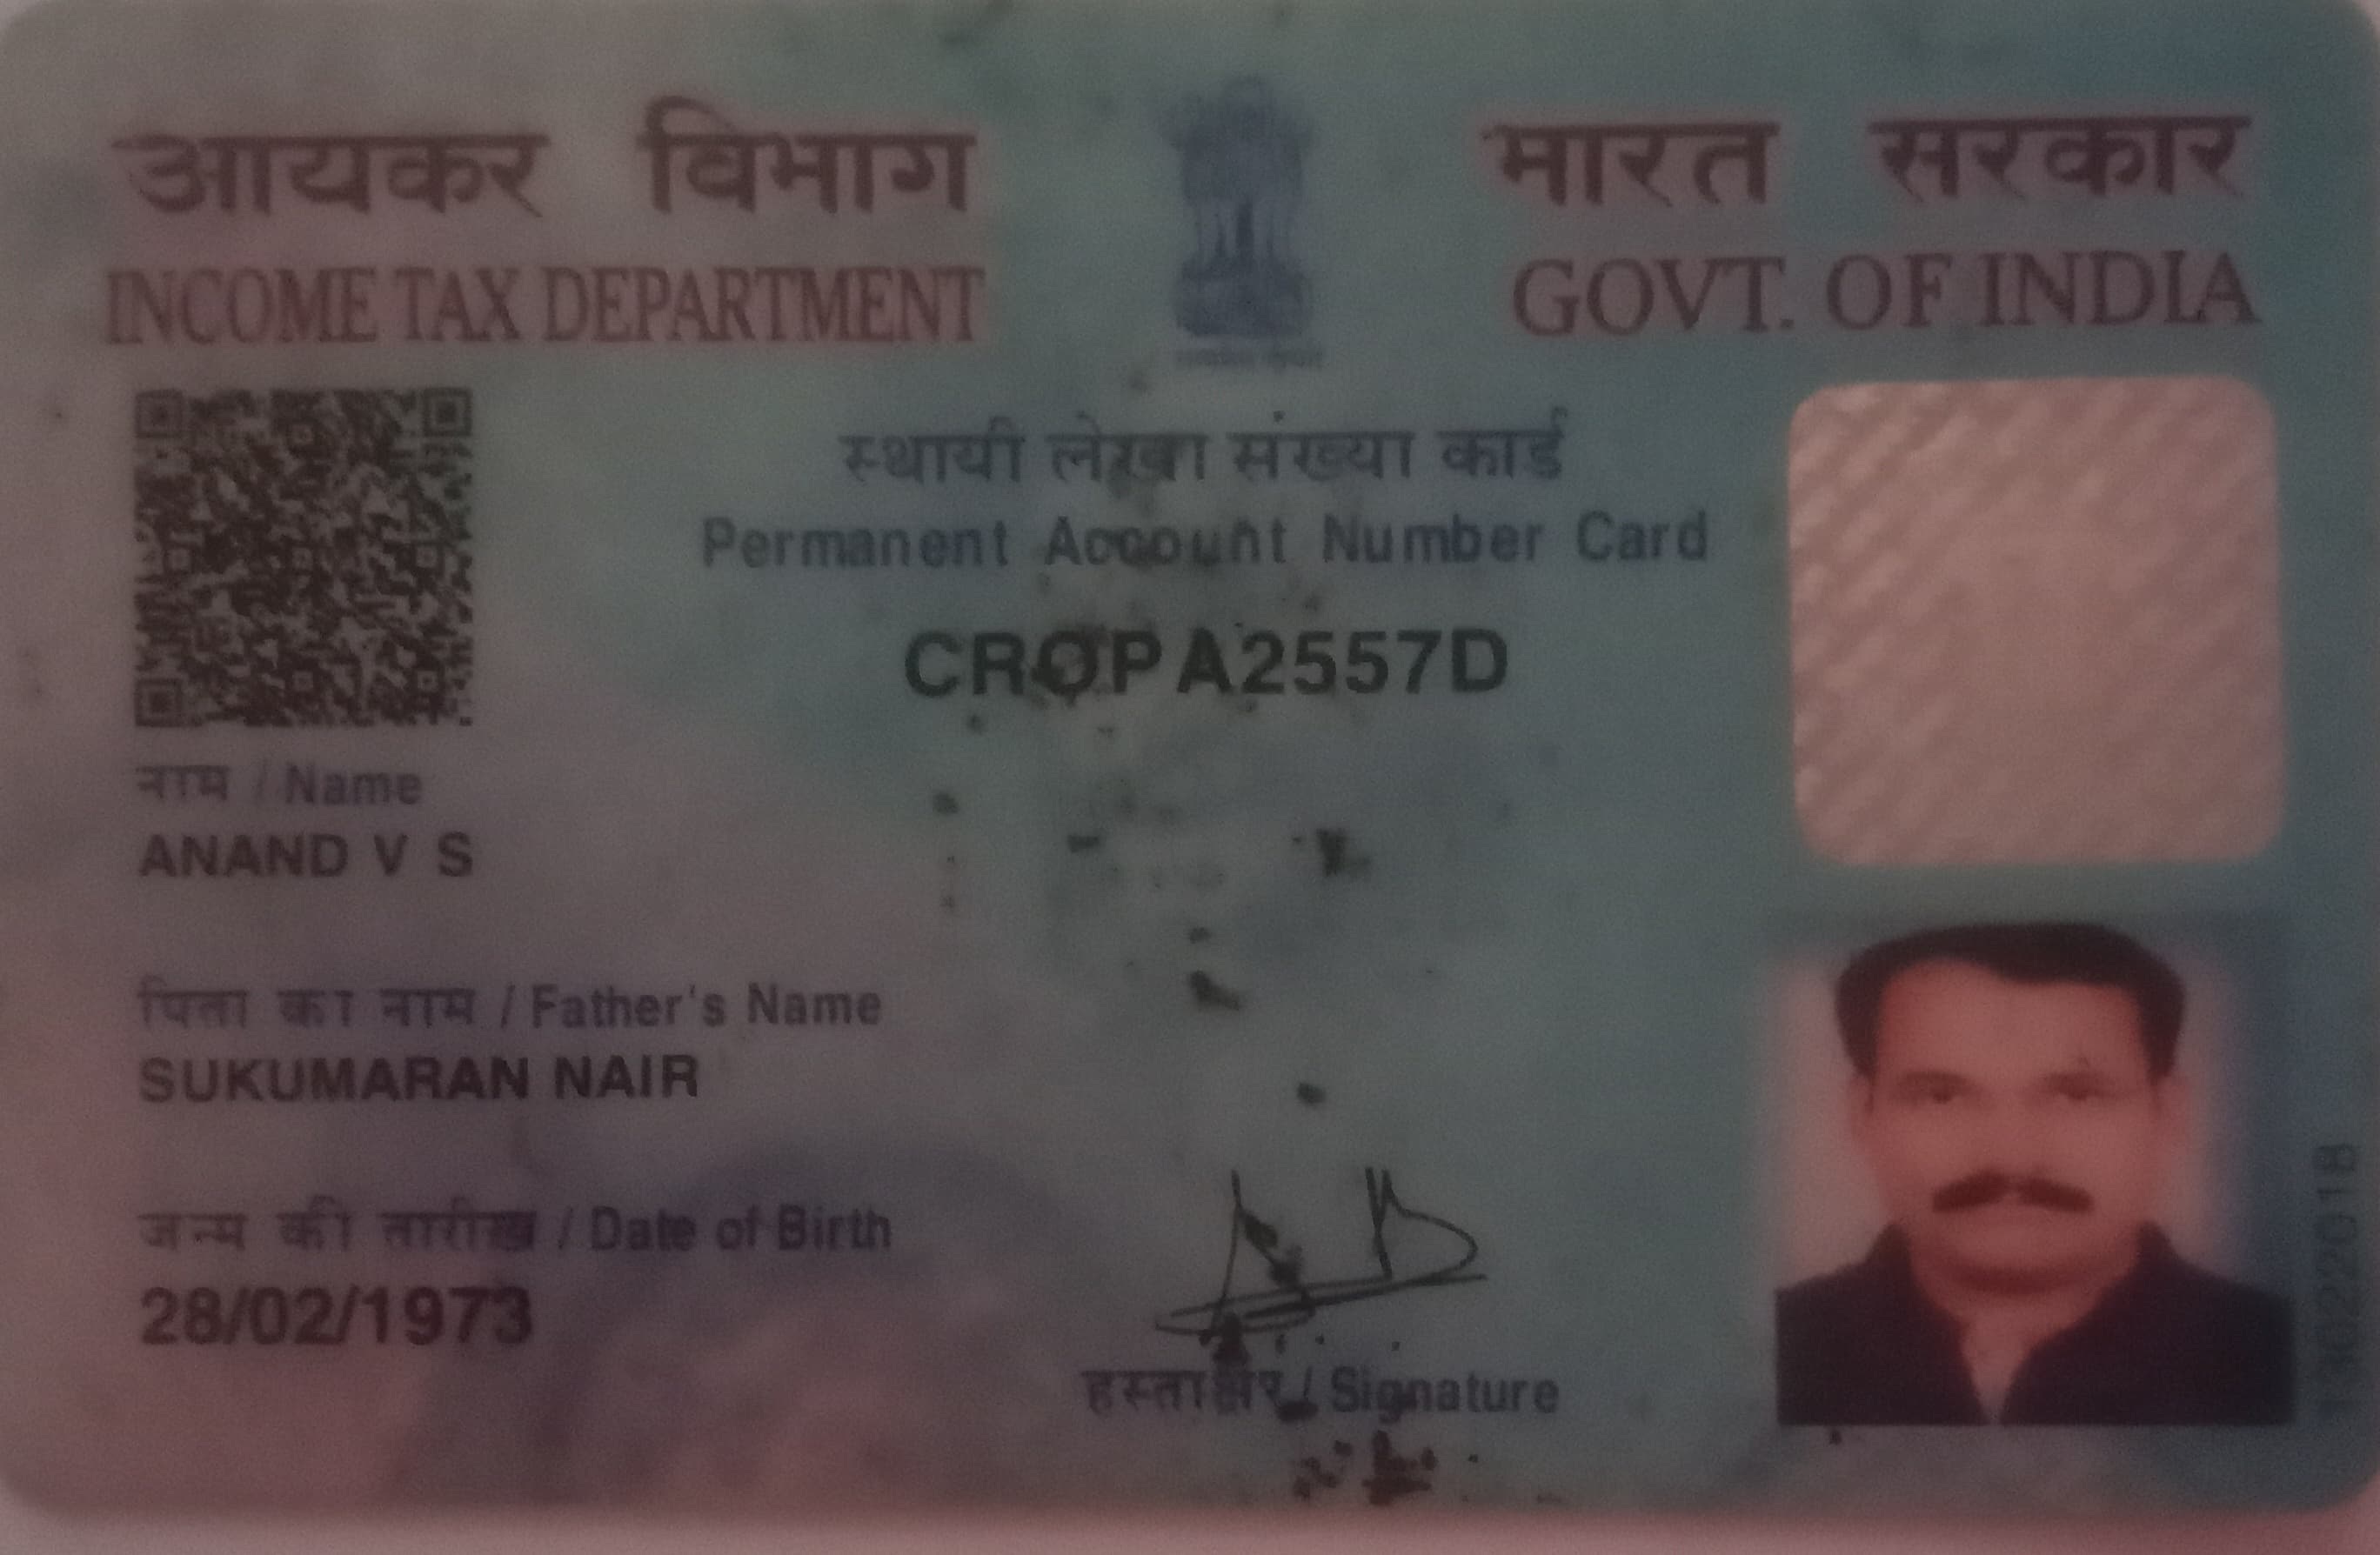 आयकर विभाग
INCOME TAX DEPARTMENT
भारत सरकार
GOVT. OF INDIA
स्थायी लेखा संख्या कार्ड
Permanent Account Number Card
CROPA2557D
नाम / Name
ANAND V S
पिता का नाम / Father's Name
SUKUMARAN NAIR
जन्म की तारीख / Date of Birth
28/02/1973
हस्ताक्षर / Signature